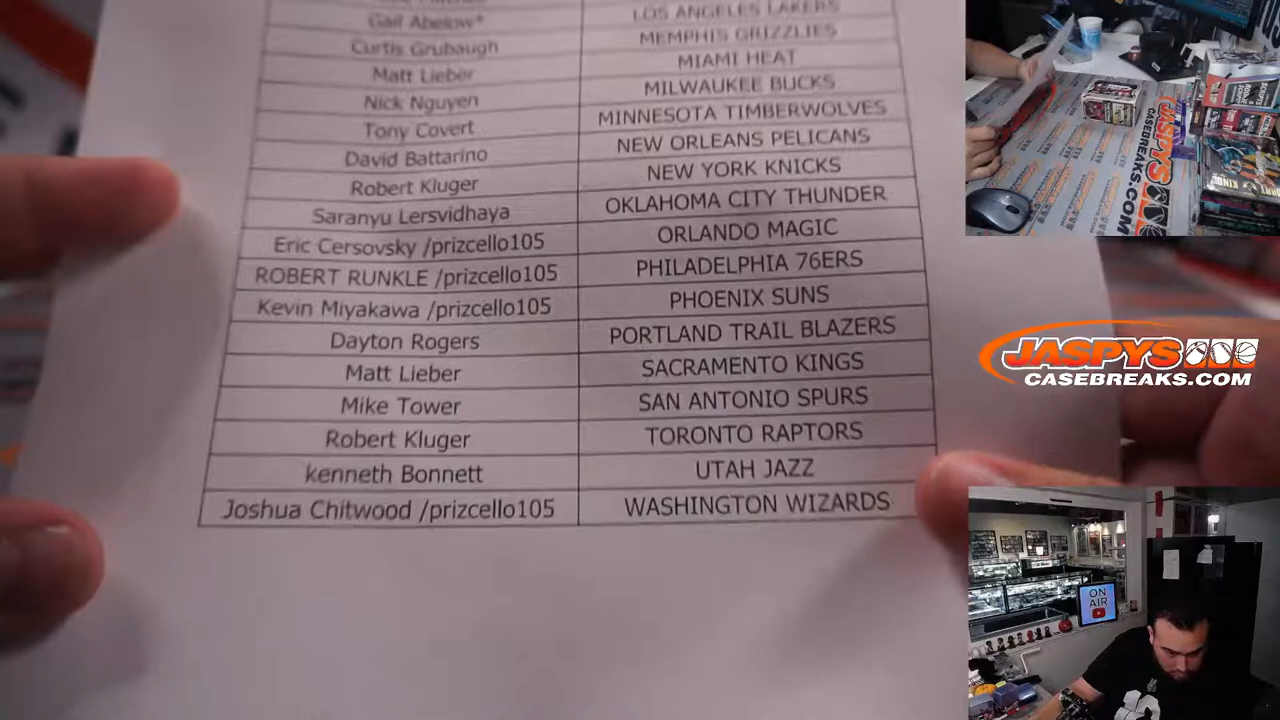 Gail Abelow* LOS ANGELES LAKERS
Curtis Grubaugh MEMPHIS GRIZZLIES
Matt Lieber MIAMI HEAT
Nick Nguyen MILWAUKEE BUCKS
Tony Covert MINNESOTA TIMBERWOLVES
David Battarino NEW ORLEANS PELICANS
Robert Kluger NEW YORK KNICKS
Saranyu Lersvidhaya OKLAHOMA CITY THUNDER
Eric Cersovsky /prizcello105 ORLANDO MAGIC
ROBERT RUNKLE /prizcello105 PHILADELPHIA 76ERS
Kevin Miyakawa /prizcello105 PHOENIX SUNS
Dayton Rogers PORTLAND TRAIL BLAZERS
Matt Lieber SACRAMENTO KINGS
Mike Tower SAN ANTONIO SPURS
Robert Kluger TORONTO RAPTORS
kenneth Bonnett UTAH JAZZ
Joshua Chitwood /prizcello105 WASHINGTON WIZARDS
JASPYS
CASEBREAKS.COM
JASPYS
CASEBREAKS.COM
ON
AIR